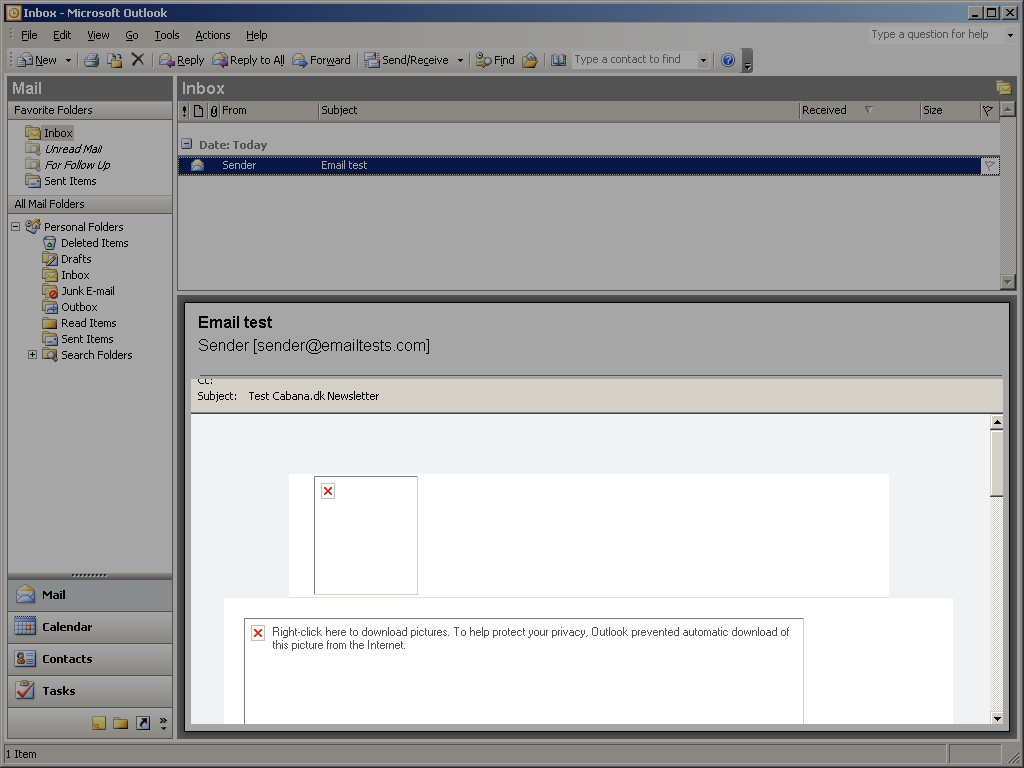 Inbox - Microsoft Outlook
File Edit View Go Tools Actions Help Type a question for help
New Reply Reply to All Forward Send/Receive Find Type a contact to find
Mail
Favorite Folders
Inbox
Unread Mail
For Follow Up
Sent Items
All Mail Folders
Personal Folders
Deleted Items
Drafts
Inbox
Junk E-mail
Outbox
Read Items
Sent Items
Search Folders
Mail
Calendar
Contacts
Tasks
Inbox
From Subject Received Size
Date: Today
Sender Email test
Email test
Sender [sender@emailtests.com]
Cc:
Subject: Test Cabana.dk Newsletter
Right-click here to download pictures. To help protect your privacy, Outlook prevented automatic download of
this picture from the Internet.
1 Item